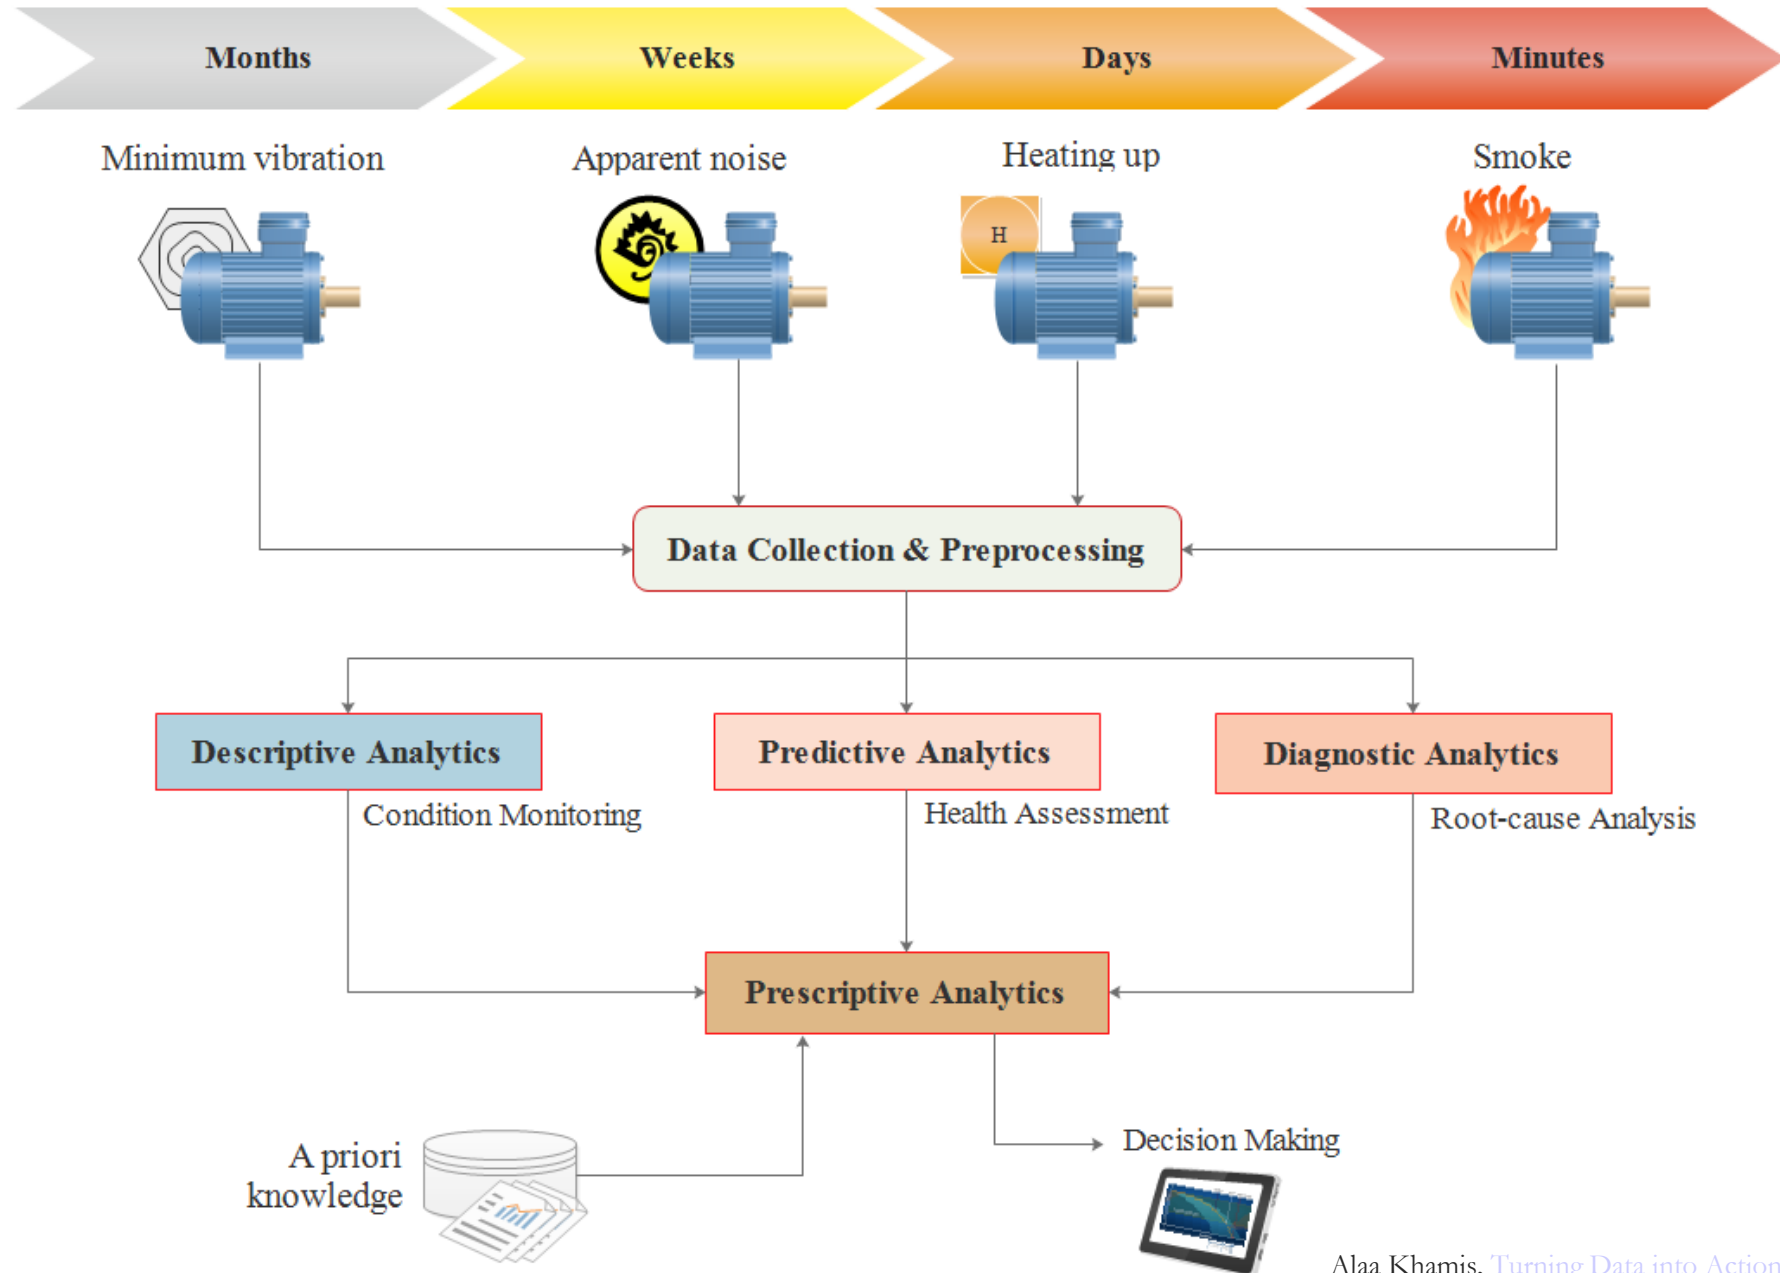 Months
Weeks
Days
Minutes
Minimum vibration
Apparent noise
Heating up
Smoke
H
Data Collection & Preprocessing
Descriptive Analytics
Predictive Analytics
Diagnostic Analytics
Condition Monitoring
Health Assessment
Root-cause Analysis
Prescriptive Analytics
A priori
knowledge
Decision Making
Alaa Khamis, Turning Data into Action